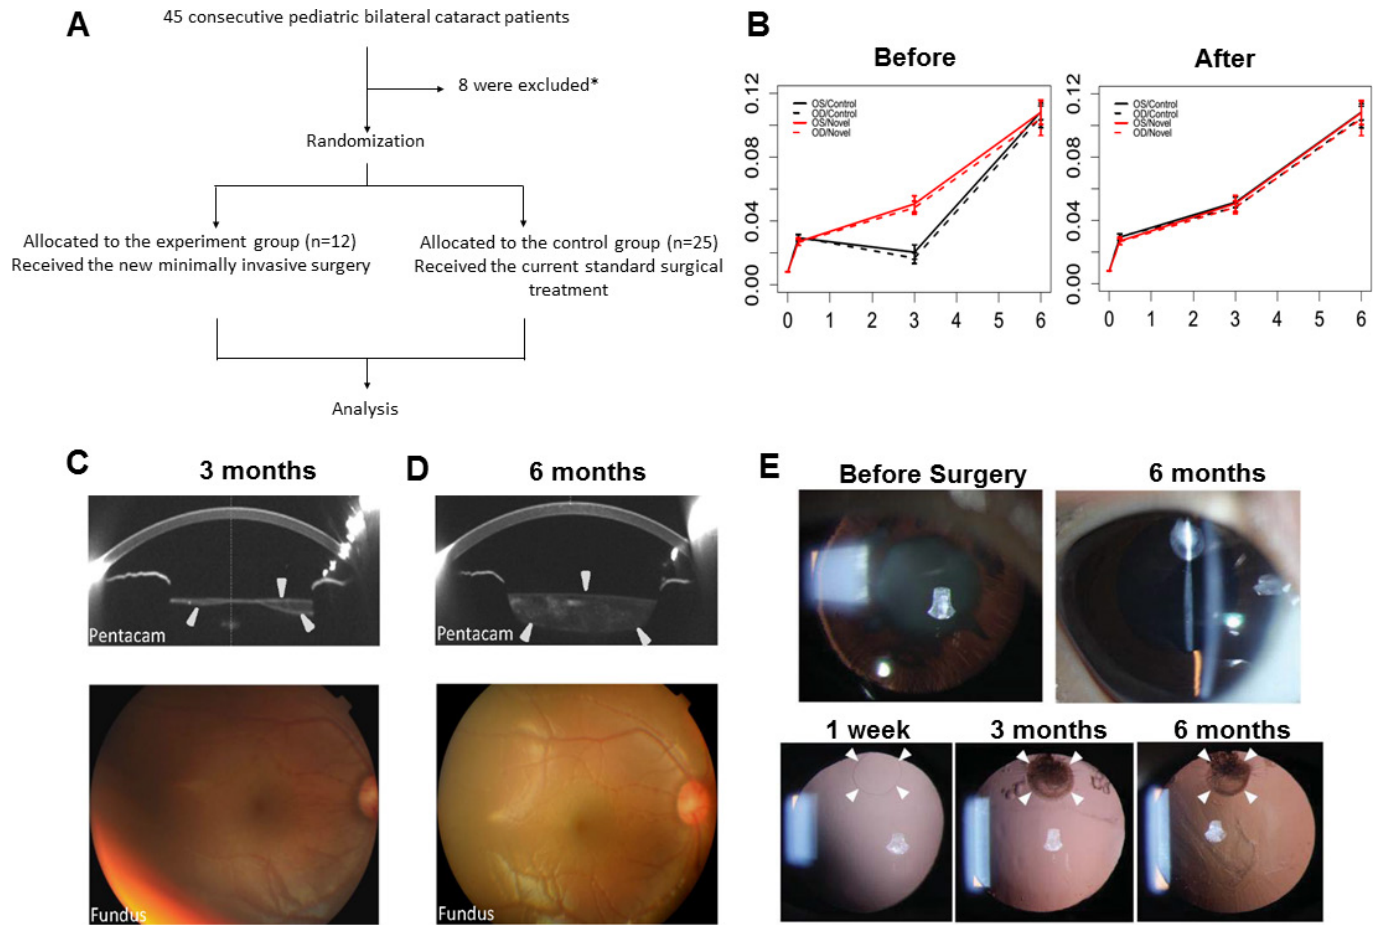 A
45 consecutive pediatric bilateral cataract patients
8 were excluded*
Randomization
Allocated to the experiment group (n=12)
Received the new minimally invasive surgery
Allocated to the control group (n=25)
Received the current standard surgical
treatment
Analysis
B
Before
After
OS/Control
OD/Control
OS/Novel
OD/Novel
0.12
0.08
0.04
0.00
0 1 2 3 4 5 6
OS/Control
OD/Control
OS/Novel
OD/Novel
0.12
0.08
0.04
0.00
0 1 2 3 4 5 6
C
3 months
Pentacam
Fundus
D
6 months
Pentacam
Fundus
E
Before Surgery
6 months
1 week
3 months
6 months